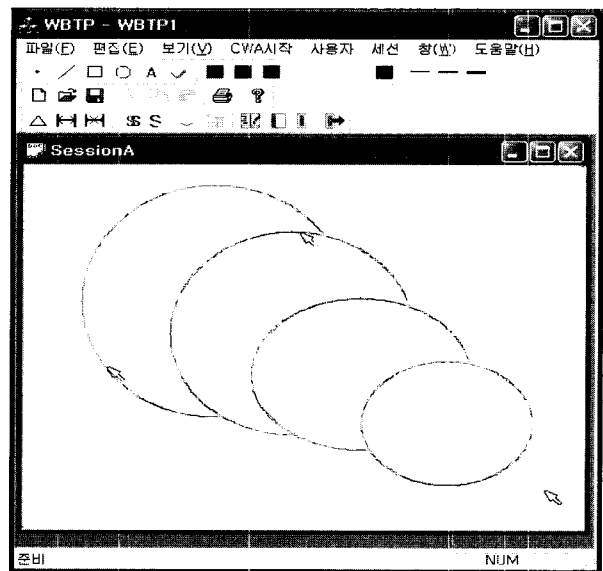 WBTP - WBTP1
파일(F) 편집(E) 보기(V) CWA시작 사용자 세션 창(W) 도움말(H)
A
SessionA
준비 NUM